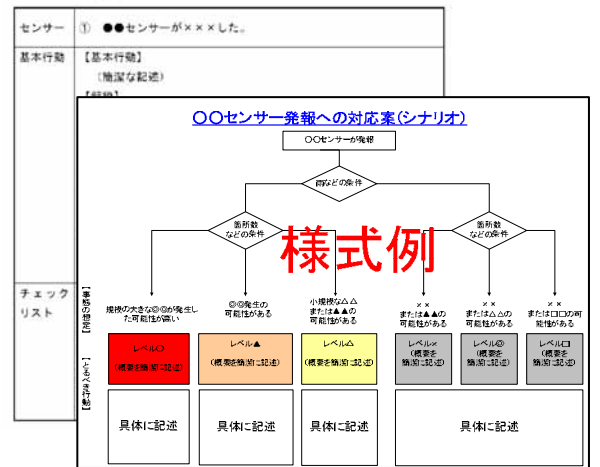 センサー
① ●●センサーが×××した。
基本行動
【基本行動】
(簡潔な記述)
チェック
リスト
〇〇センサー発報への対応案(シナリオ)
〇〇センサーが発報
雨などの条件
箇所数
などの条件
箇所数
などの条件
様式例
【事態の想定】
規模の大きな◎◎が発生し
た可能性が高い
◎◎発生の
可能性がある
小規模な△△
または▲▲の
可能性がある
××
または▲▲の
可能性がある
××
または△△の
可能性がある
××
または□□の可
能性がある
【とるべき行動】
レベル〇
(概要を簡潔に記述)
レベル▲
(概要を簡潔に記述)
レベル△
(概要を簡潔に記述)
レベル×
(概要を
簡潔に記述)
レベル◎
(概要を
簡潔に記述)
レベル□
(概要を
簡潔に記述)
具体に記述
具体に記述
具体に記述
具体に記述